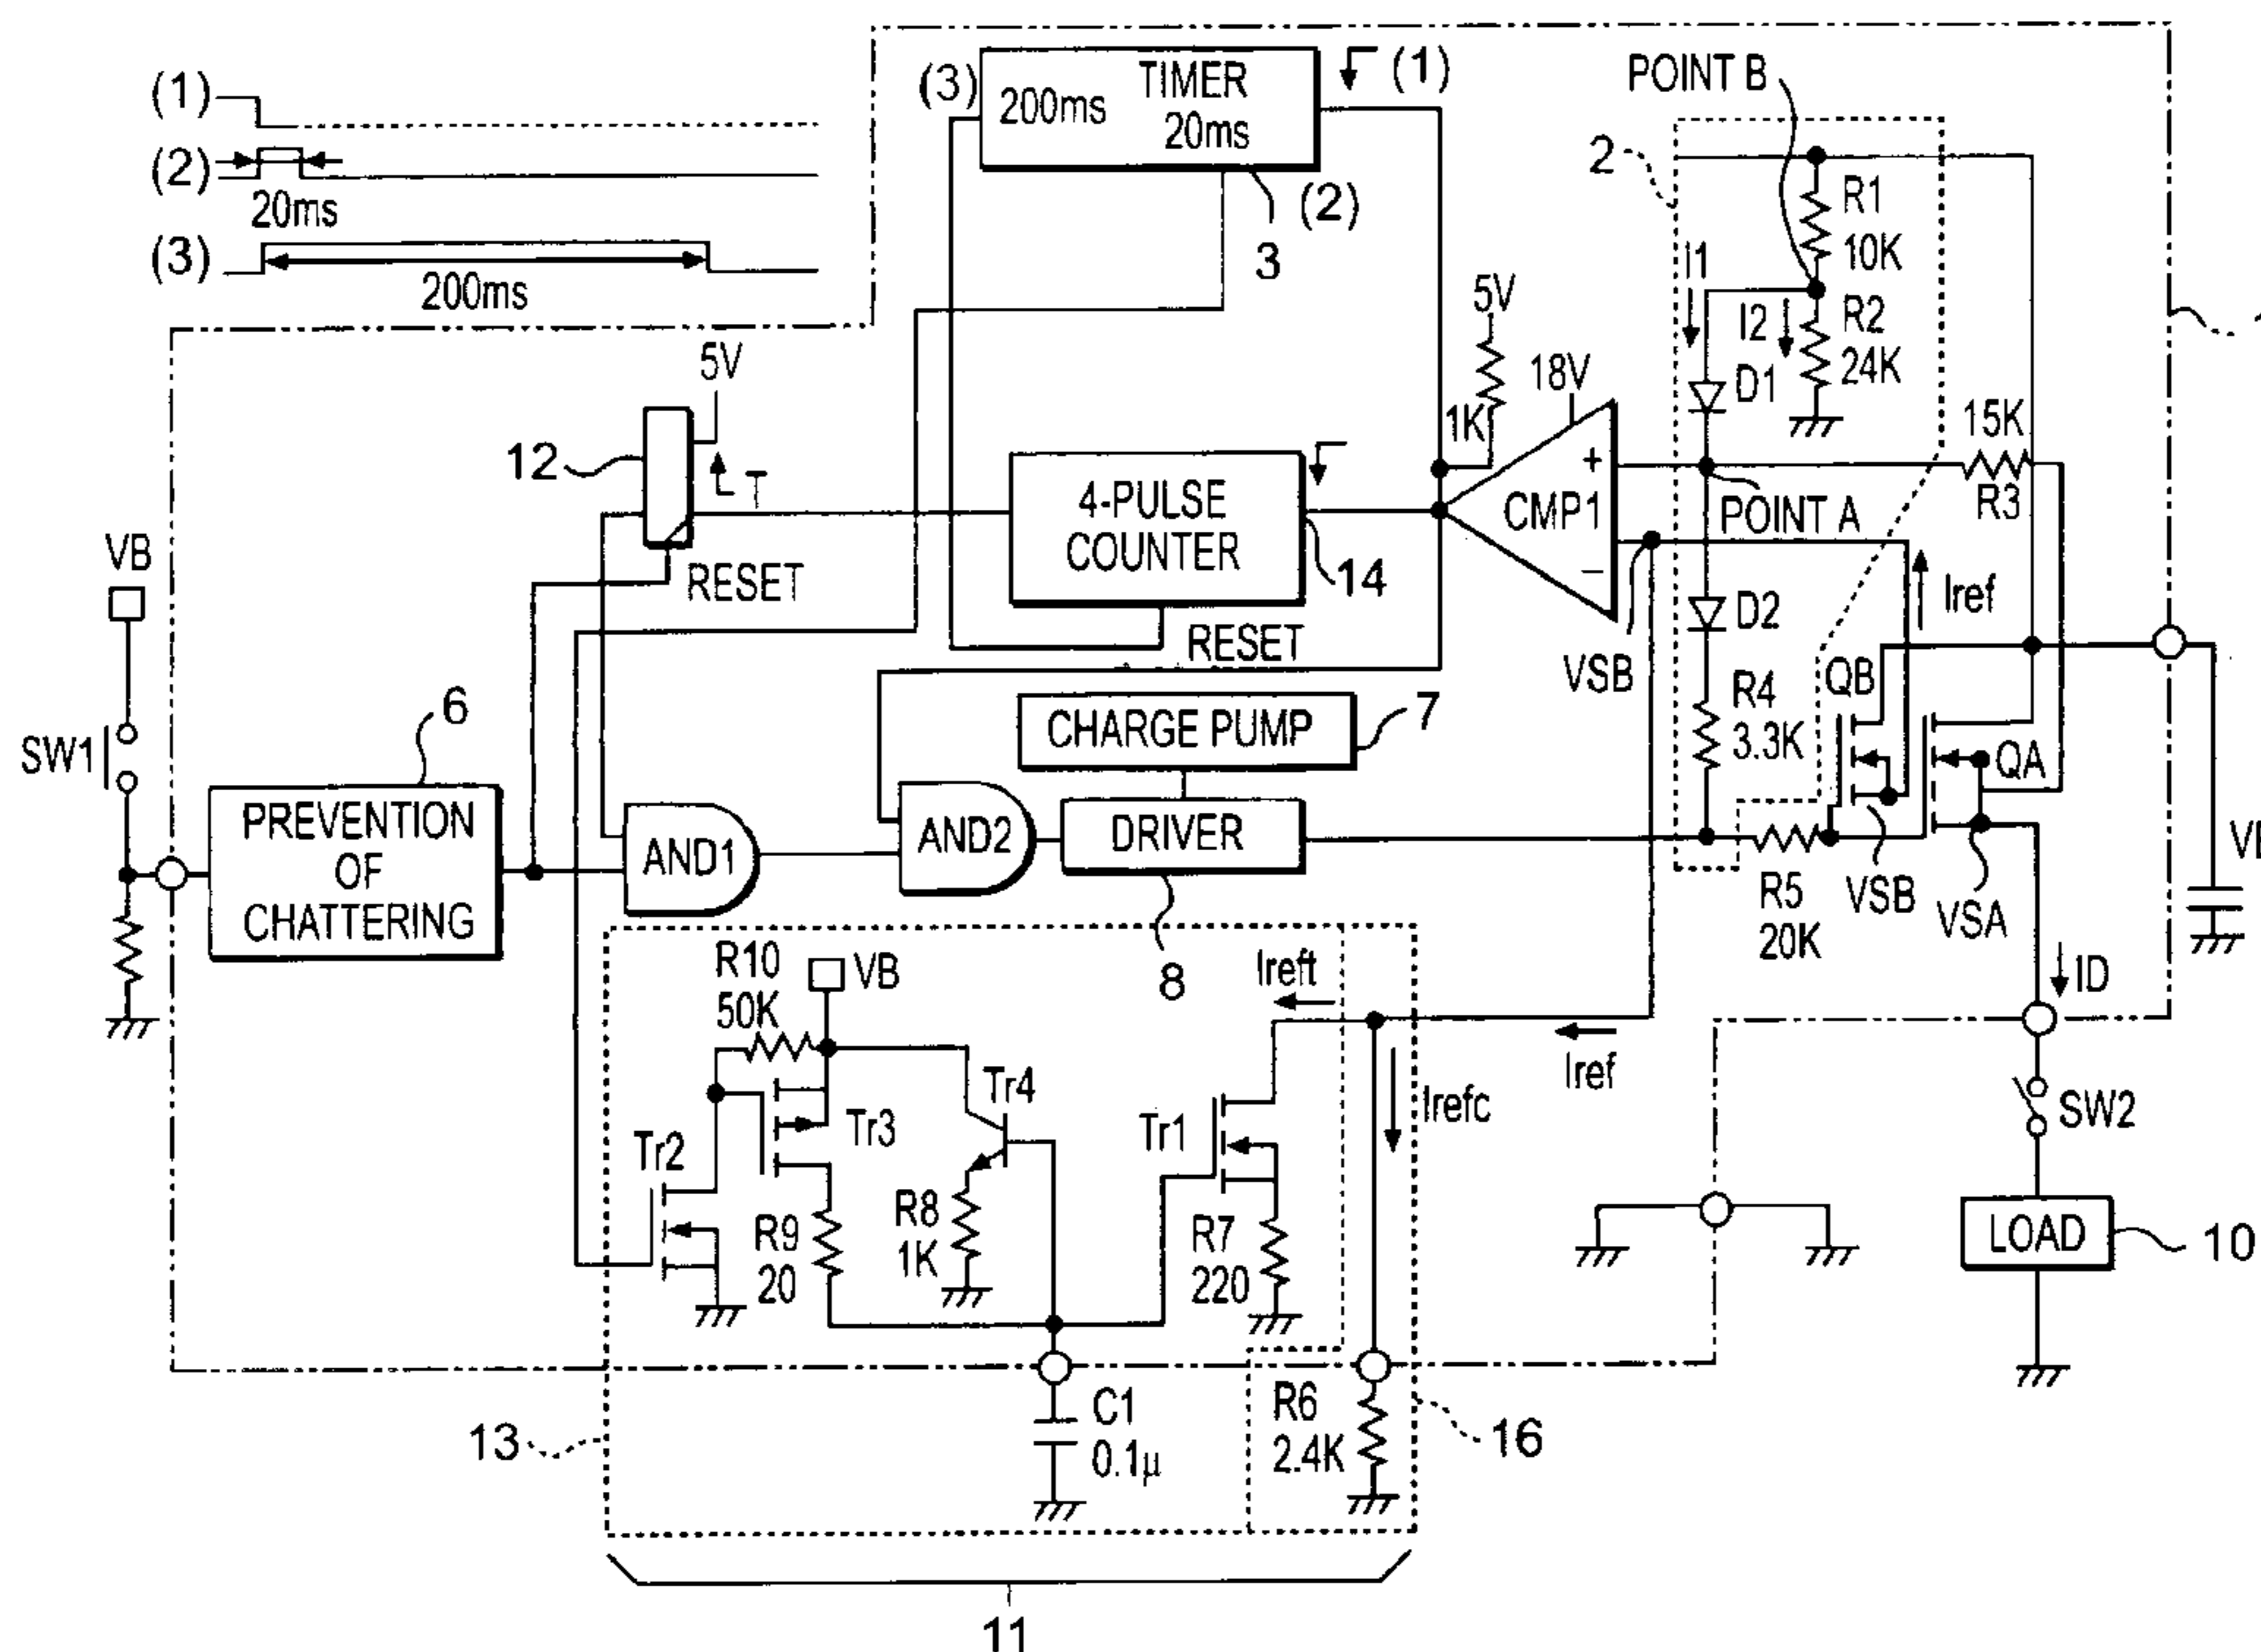 (1)
(2)
20ms
(3)
200ms
(3)
TIMER
200ms
20ms
(1)
(2)
3
POINT B
2
R1
10K
I1
I2
R2
24K
D1
5V
1K
18V
15K
R3
12
5V
T
RESET
4-PULSE
COUNTER
14
RESET
CMP1
+
−
POINT A
VSB
D2
Iref
R4
3.3K
QB
QA
VB
SW1
6
PREVENTION
OF
CHATTERING
AND1
AND2
CHARGE PUMP
7
DRIVER
8
R5
20K
VSB
VSA
ID
SW2
LOAD
10
R10
50K
VB
Tr2
Tr3
Tr4
R9
20
R8
1K
Tr1
R7
220
Ireft
Iref
Irefc
C1
0.1μ
R6
2.4K
13
16
11